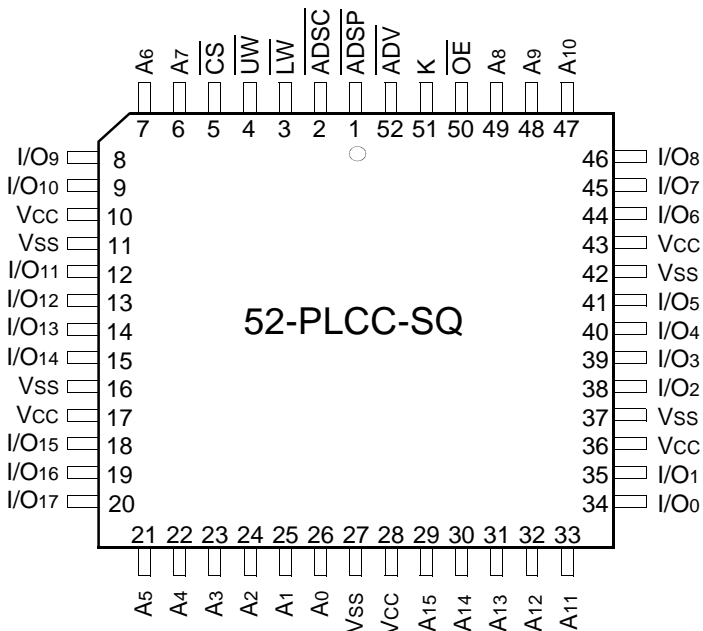 A6 A7 CS UW LW ADSC ADSP ADV K OE A8 A9 A10
7 6 5 4 3 2 1 52 51 50 49 48 47
I/O9 8 46 I/O8
I/O10 9 45 I/O7
VCC 10 44 I/O6
VSS 11 43 VCC
I/O11 12 42 VSS
I/O12 13 41 I/O5
I/O13 14 40 I/O4
I/O14 15 39 I/O3
VSS 16 38 I/O2
VCC 17 37 VSS
I/O15 18 36 VCC
I/O16 19 35 I/O1
I/O17 20 34 I/O0
52-PLCC-SQ
21 22 23 24 25 26 27 28 29 30 31 32 33
A5 A4 A3 A2 A1 A0 VSS VCC A15 A14 A13 A12 A11